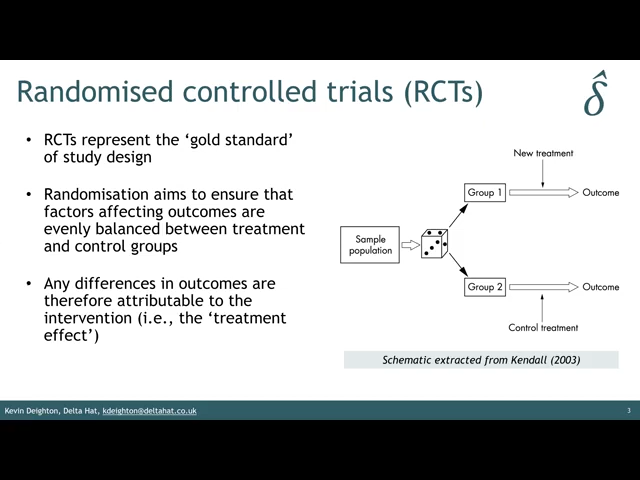 Randomised controlled trials (RCTs)
δ̂
• RCTs represent the ‘gold standard’
of study design
• Randomisation aims to ensure that
factors affecting outcomes are
evenly balanced between treatment
and control groups
• Any differences in outcomes are
therefore attributable to the
intervention (i.e., the ‘treatment
effect’)
New treatment
Group 1
Outcome
Sample
population
Group 2
Outcome
Control treatment
Schematic extracted from Kendall (2003)
Kevin Deighton, Delta Hat, kdeighton@deltahat.co.uk
3